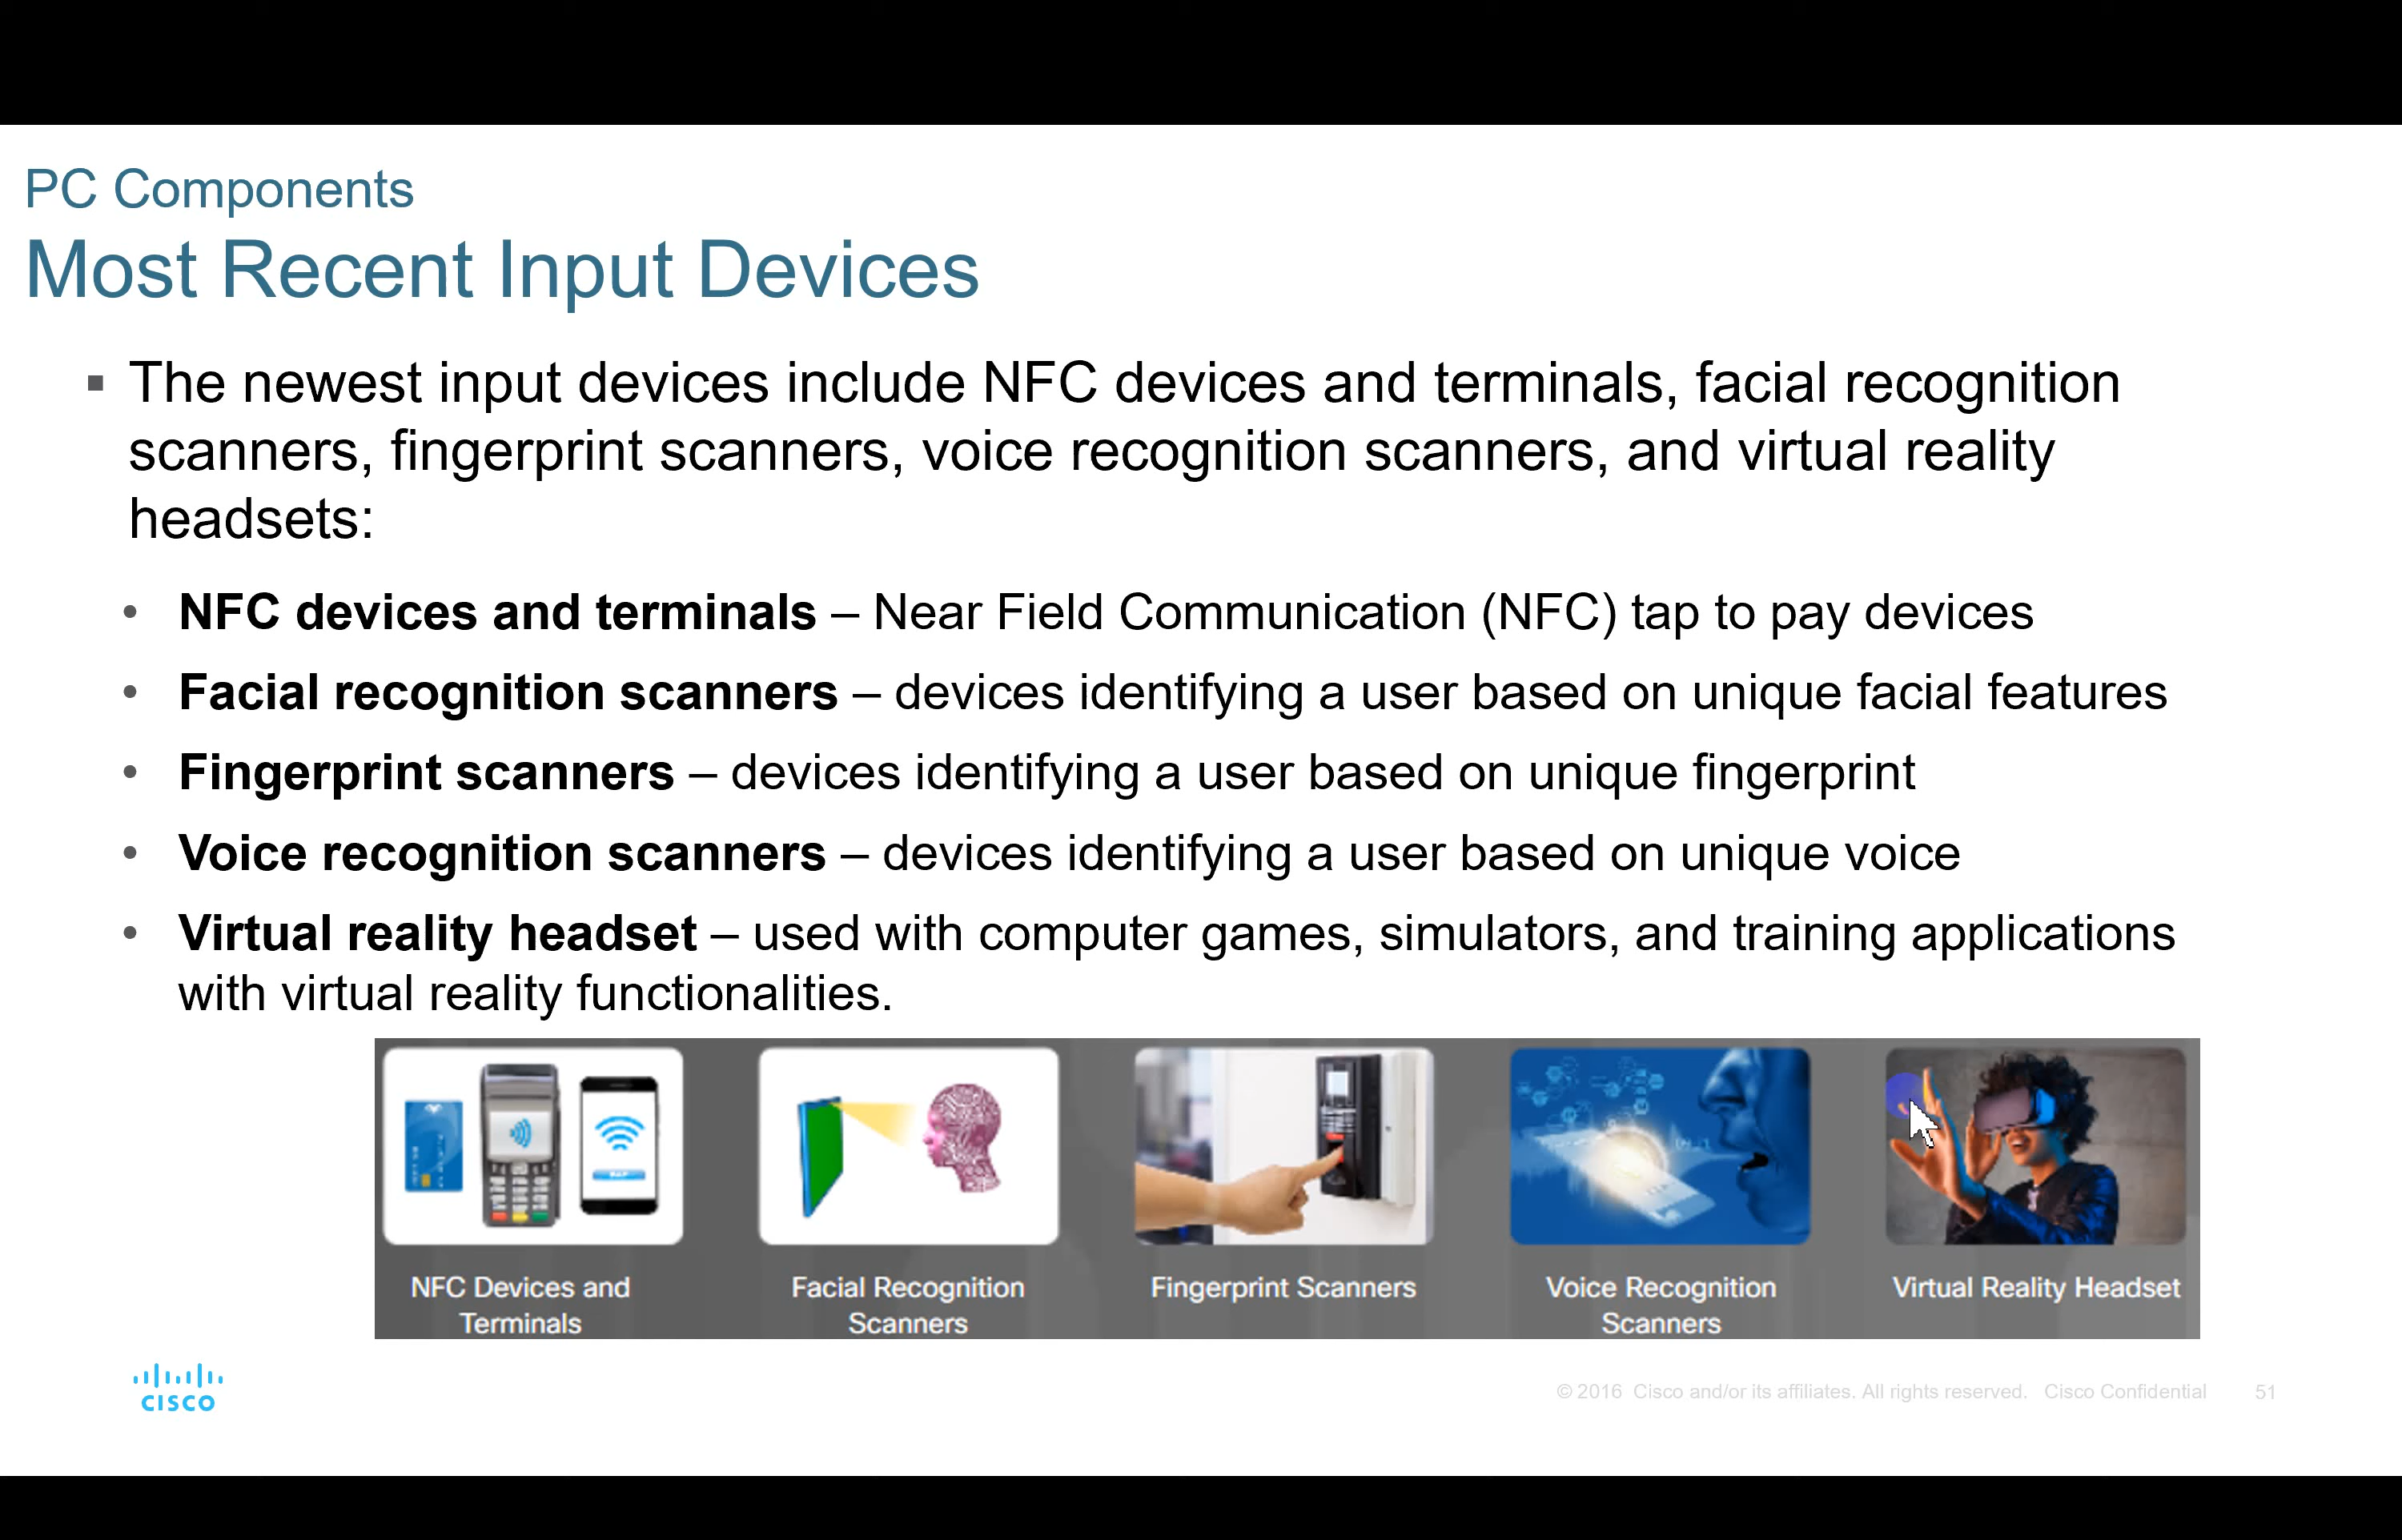 PC Components
Most Recent Input Devices
▪ The newest input devices include NFC devices and terminals, facial recognition
scanners, fingerprint scanners, voice recognition scanners, and virtual reality
headsets:
• NFC devices and terminals – Near Field Communication (NFC) tap to pay devices
• Facial recognition scanners – devices identifying a user based on unique facial features
• Fingerprint scanners – devices identifying a user based on unique fingerprint
• Voice recognition scanners – devices identifying a user based on unique voice
• Virtual reality headset – used with computer games, simulators, and training applications
with virtual reality functionalities.
NFC Devices and
Terminals
Facial Recognition
Scanners
Fingerprint Scanners
Voice Recognition
Scanners
Virtual Reality Headset
CISCO
© 2016 Cisco and/or its affiliates. All rights reserved. Cisco Confidential 51